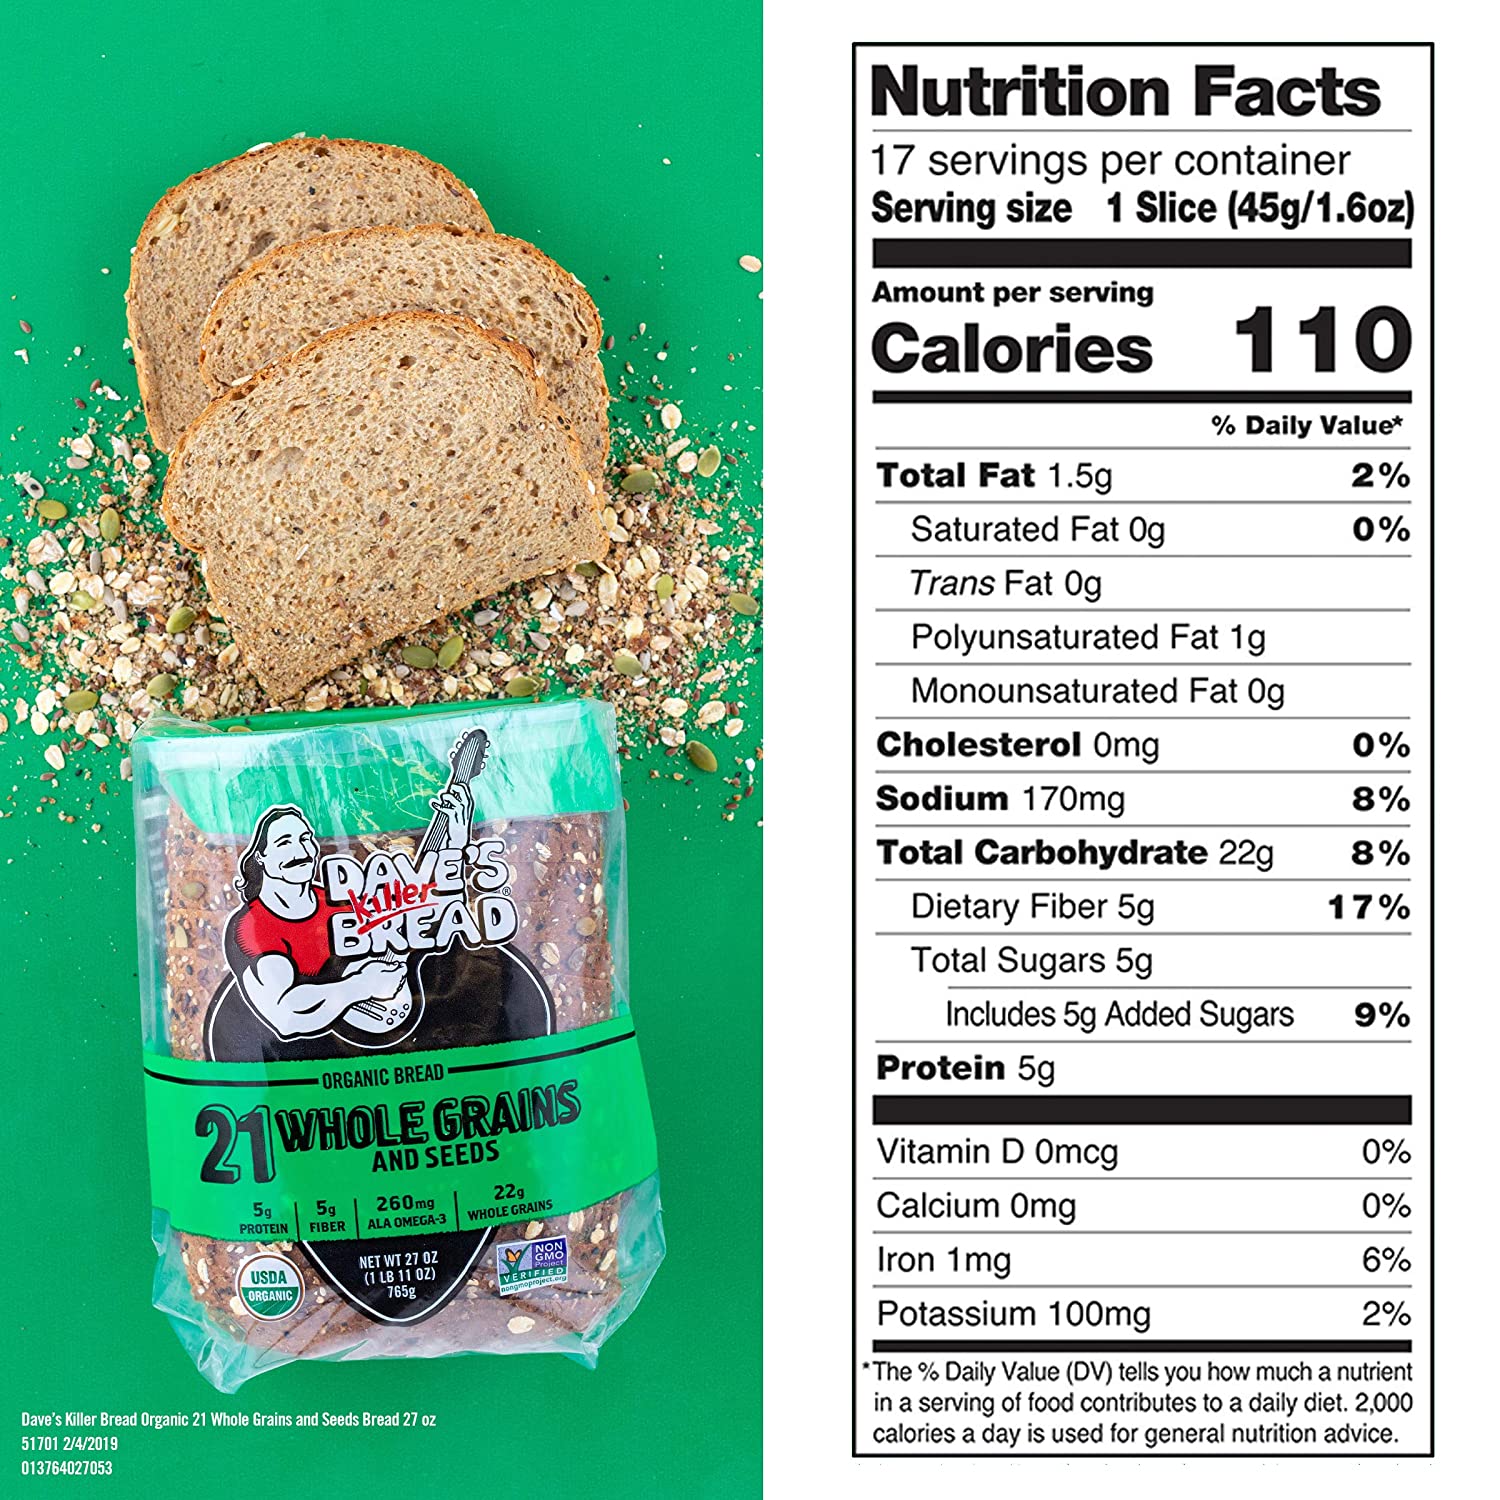 DAVE'S
Killer
BREAD®
ORGANIC BREAD
21 WHOLE GRAINS
AND SEEDS
5g PROTEIN
5g FIBER
260mg ALA OMEGA-3
22g WHOLE GRAINS
NET WT 27 OZ
(1 LB 11 OZ)
765g
USDA
ORGANIC
NON
GMO
Project
VERIFIED
nongmoproject.org
Dave's Killer Bread Organic 21 Whole Grains and Seeds Bread 27 oz
51701 2/4/2019
013764027053
Nutrition Facts
17 servings per container
Serving size 1 Slice (45g/1.6oz)
Amount per serving
Calories 110
% Daily Value*
Total Fat 1.5g 2%
Saturated Fat 0g 0%
Trans Fat 0g
Polyunsaturated Fat 1g
Monounsaturated Fat 0g
Cholesterol 0mg 0%
Sodium 170mg 8%
Total Carbohydrate 22g 8%
Dietary Fiber 5g 17%
Total Sugars 5g
Includes 5g Added Sugars 9%
Protein 5g
Vitamin D 0mcg 0%
Calcium 0mg 0%
Iron 1mg 6%
Potassium 100mg 2%
*The % Daily Value (DV) tells you how much a nutrient
in a serving of food contributes to a daily diet. 2,000
calories a day is used for general nutrition advice.